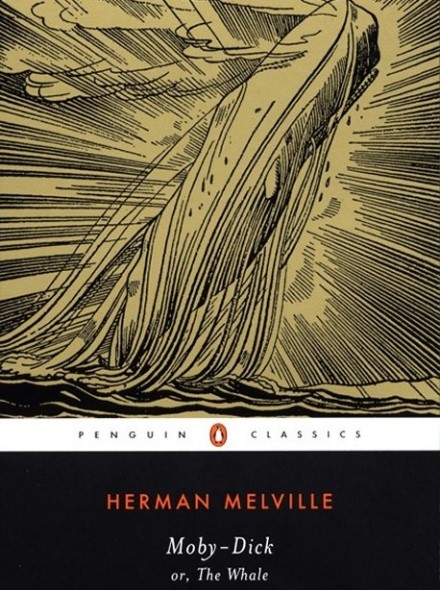 PENGUIN CLASSICS
HERMAN MELVILLE
Moby-Dick
or, The Whale